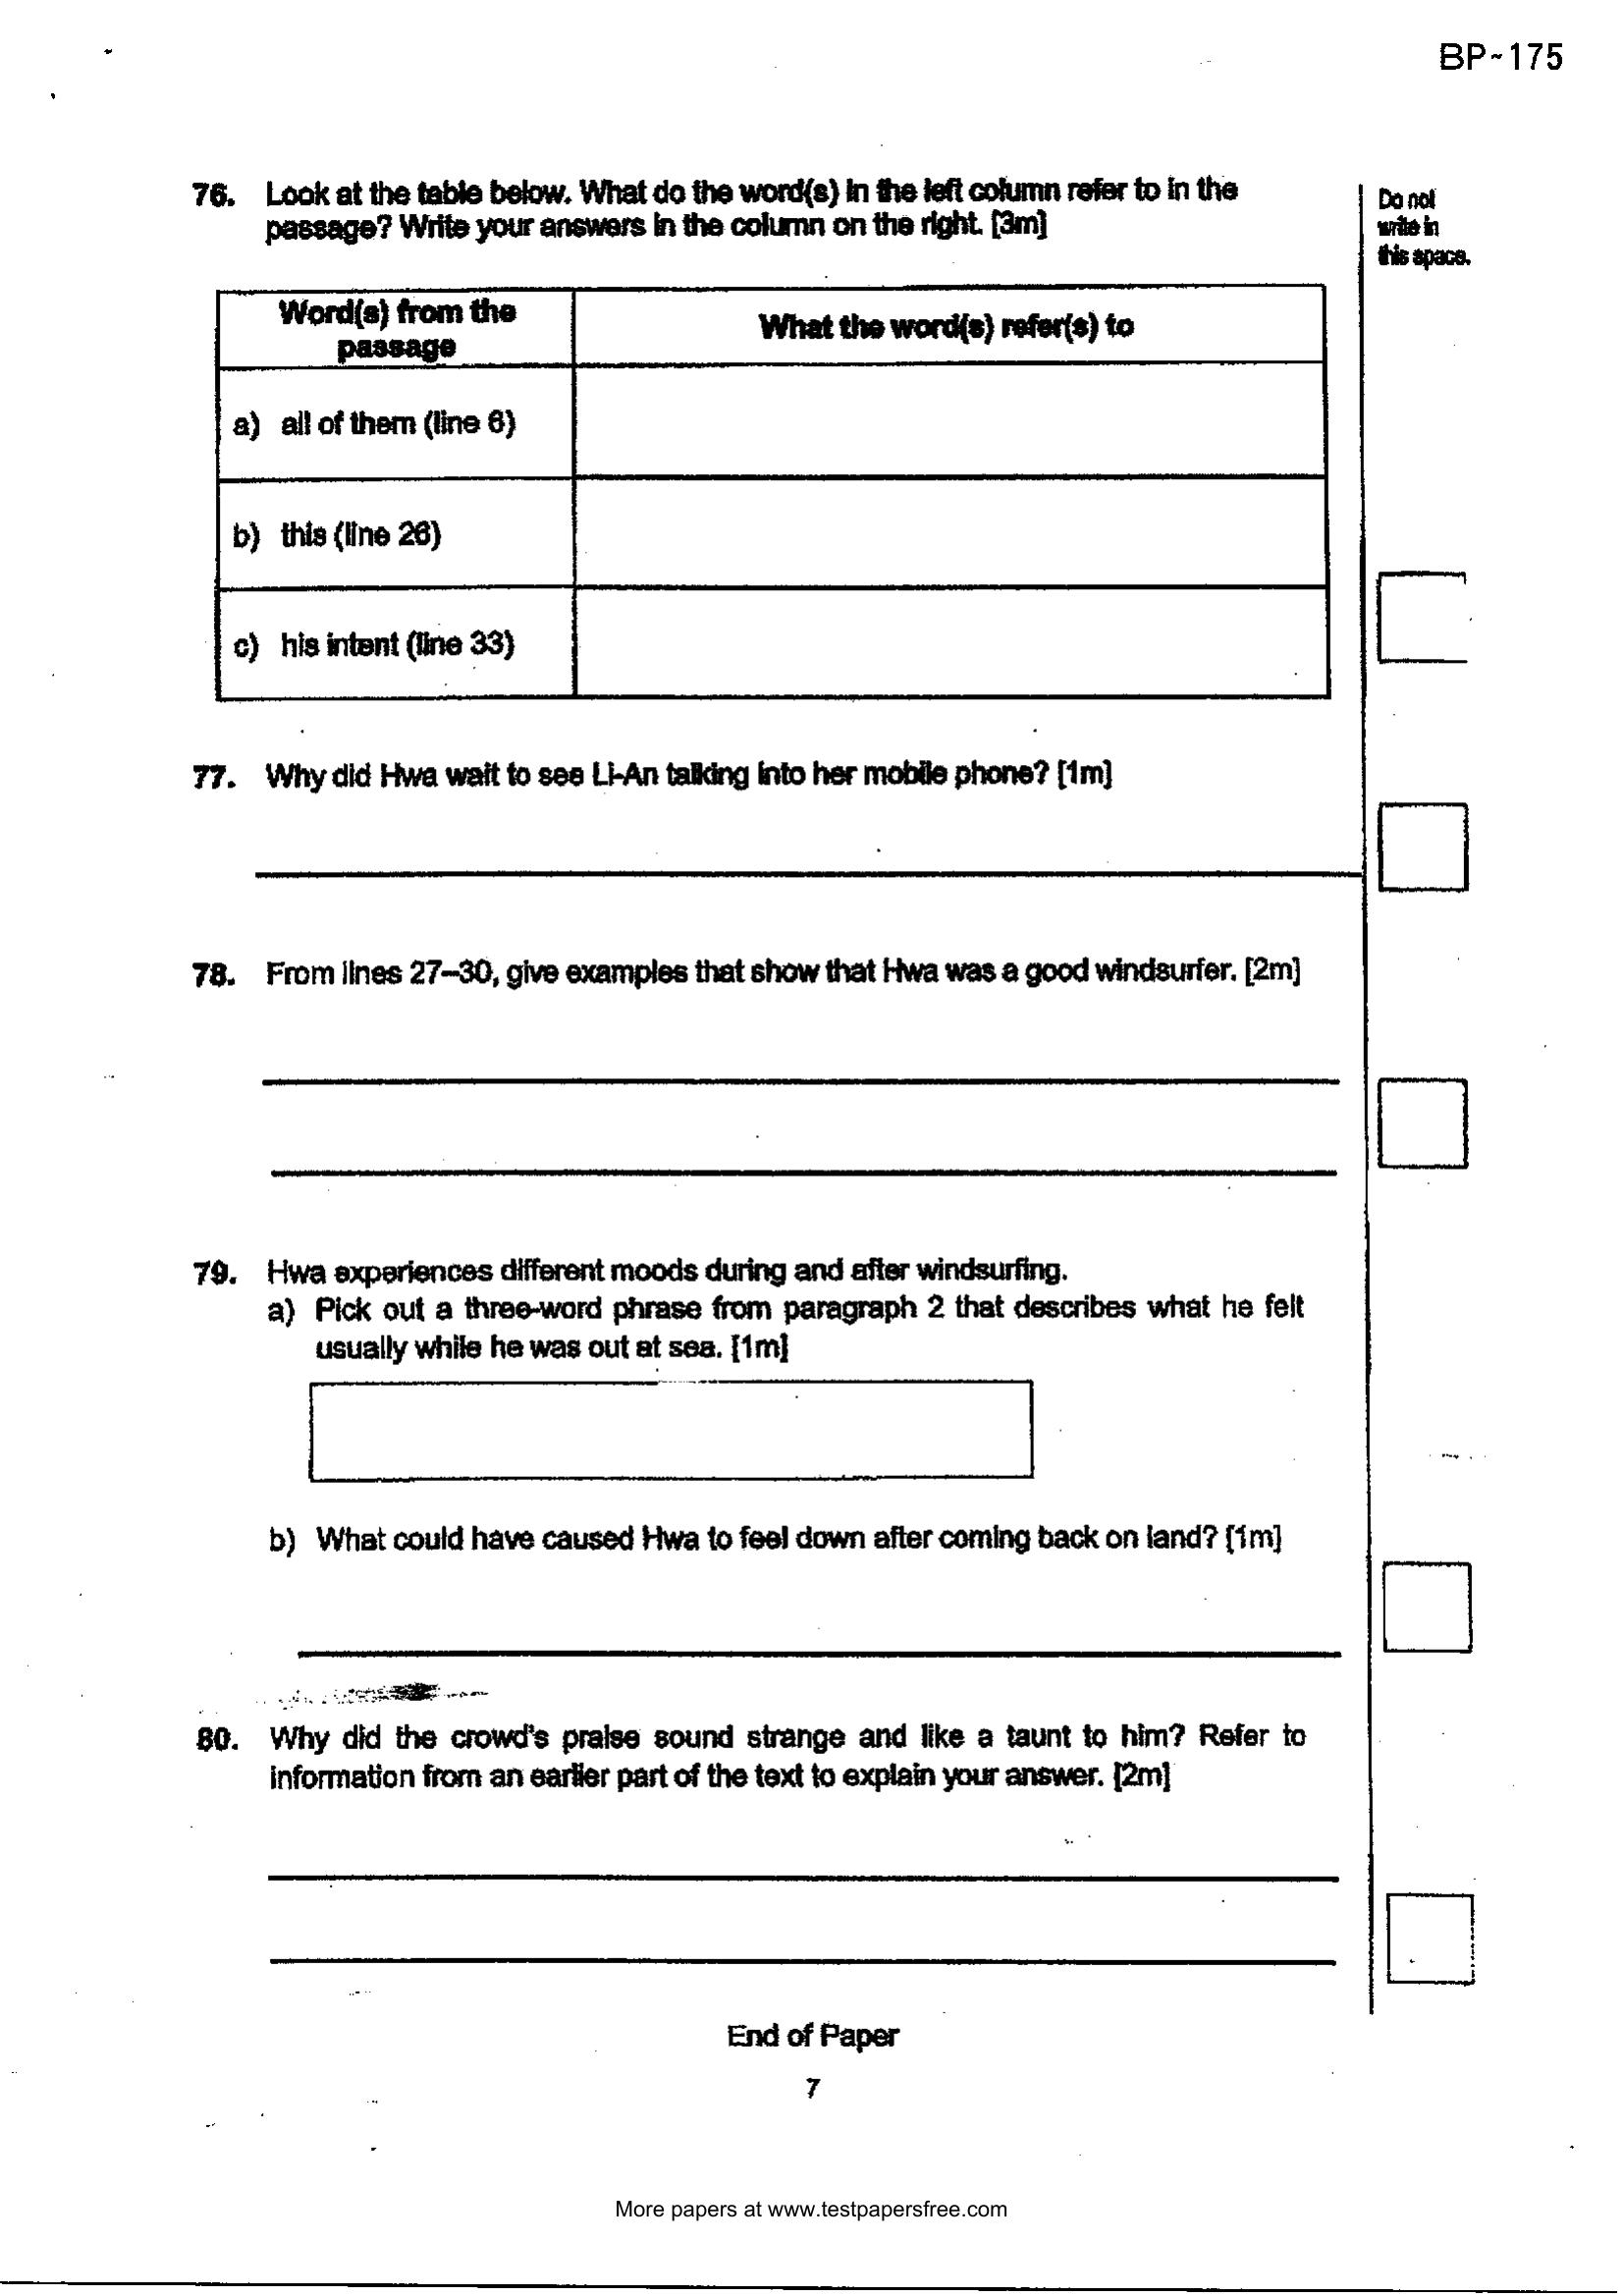 BP~175
76. Look at the table below. What do the word(s) in the left column refer to in the
passage? Write your answers in the column on the right. [3m]
Do not
write in
this space.
Word(s) from the
passage
What the word(s) refer(s) to
a) all of them (line 6)
b) this (line 26)
c) his intent (line 33)
77. Why did Hwa wait to see Li-An talking into her mobile phone? [1m]
78. From lines 27–30, give examples that show that Hwa was a good windsurfer. [2m]
79. Hwa experiences different moods during and after windsurfing.
a) Pick out a three-word phrase from paragraph 2 that describes what he felt
usually while he was out at sea. [1m]
b) What could have caused Hwa to feel down after coming back on land? [1m]
80. Why did the crowd's praise sound strange and like a taunt to him? Refer to
information from an earlier part of the text to explain your answer. [2m]
End of Paper
7
More papers at www.testpapersfree.com